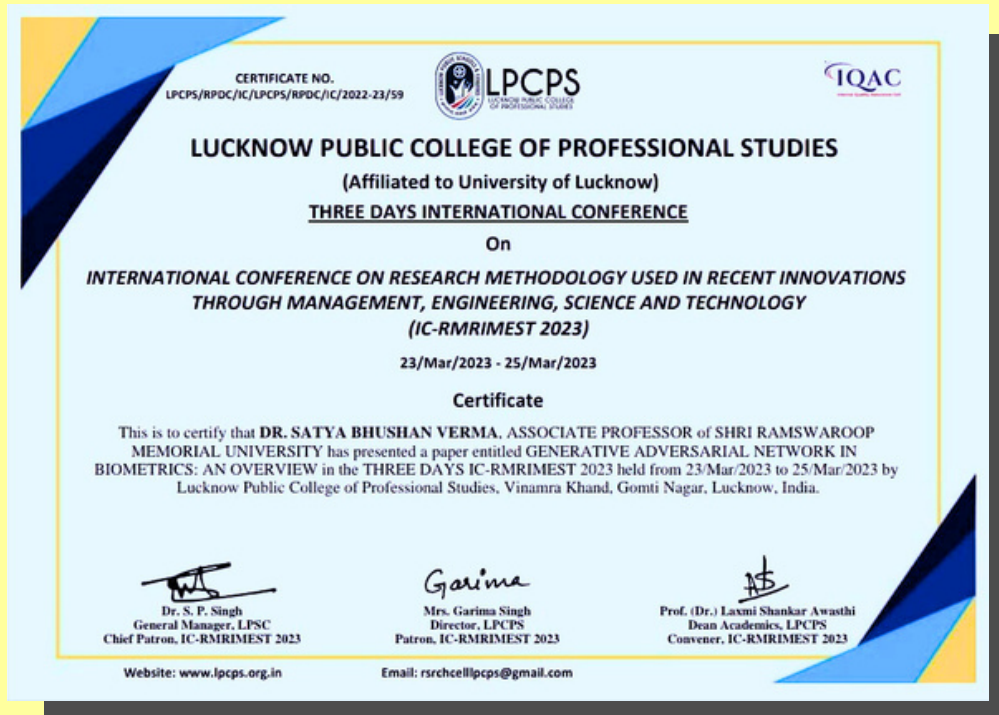 CERTIFICATE NO.
LPCPS/RPDC/IC/LPCPS/RPDC/IC/2022-23/59
LPCPS
LUCKNOW PUBLIC COLLEGE
OF PROFESSIONAL STUDIES
IQAC
LUCKNOW PUBLIC COLLEGE OF PROFESSIONAL STUDIES
(Affiliated to University of Lucknow)
THREE DAYS INTERNATIONAL CONFERENCE
On
INTERNATIONAL CONFERENCE ON RESEARCH METHODOLOGY USED IN RECENT INNOVATIONS
THROUGH MANAGEMENT, ENGINEERING, SCIENCE AND TECHNOLOGY
(IC-RMRIMEST 2023)
23/Mar/2023 - 25/Mar/2023
Certificate
This is to certify that DR. SATYA BHUSHAN VERMA, ASSOCIATE PROFESSOR of SHRI RAMSWAROOP
MEMORIAL UNIVERSITY has presented a paper entitled GENERATIVE ADVERSARIAL NETWORK IN
BIOMETRICS: AN OVERVIEW in the THREE DAYS IC-RMRIMEST 2023 held from 23/Mar/2023 to 25/Mar/2023 by
Lucknow Public College of Professional Studies, Vinamra Khand, Gomti Nagar, Lucknow, India.
Garima
Dr. S. P. Singh
General Manager, LPSC
Chief Patron, IC-RMRIMEST 2023
Mrs. Garima Singh
Director, LPCPS
Patron, IC-RMRIMEST 2023
Prof. (Dr.) Laxmi Shankar Awasthi
Dean Academics, LPCPS
Convener, IC-RMRIMEST 2023
Website: www.lpcps.org.in
Email: rsrchcelllpcps@gmail.com